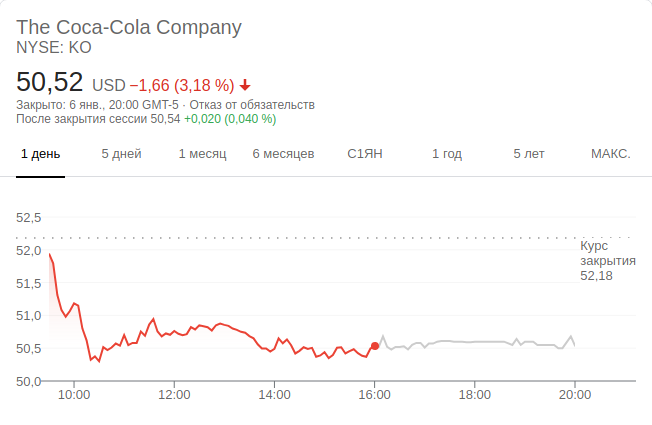 The Coca-Cola Company
NYSE: KO
50,52 USD −1,66 (3,18 %)
Закрыто: 6 янв., 20:00 GMT-5 · Отказ от обязательств
После закрытия сессии 50,54 +0,020 (0,040 %)
1 день 5 дней 1 месяц 6 месяцев С1ЯН 1 год 5 лет МАКС.
52,5
52,0
51,5
51,0
50,5
50,0
Курс
закрытия
52,18
10:00 12:00 14:00 16:00 18:00 20:00